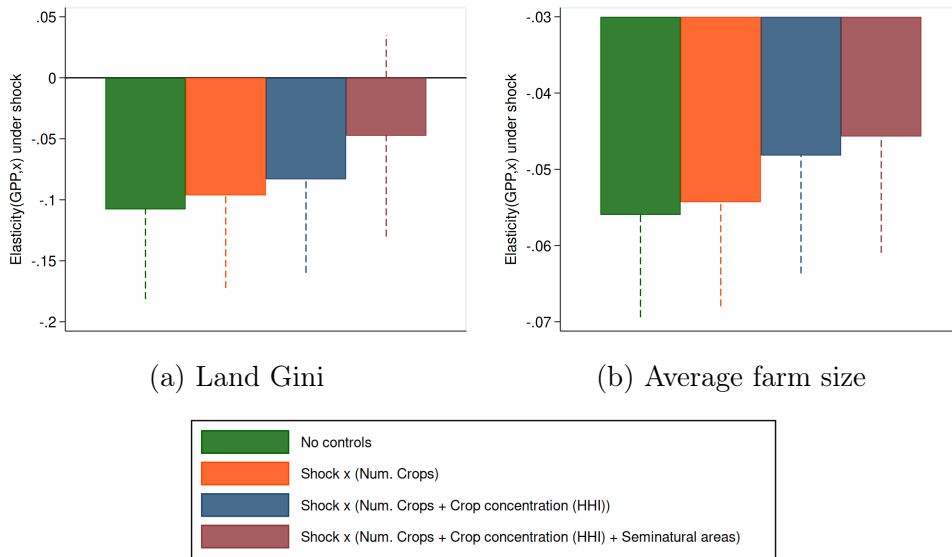 Elasticity(GPP,x) under shock
.05
0
-.05
-.1
-.15
-.2
(a) Land Gini
Elasticity(GPP,x) under shock
-.03
-.04
-.05
-.06
-.07
(b) Average farm size
No controls
Shock x (Num. Crops)
Shock x (Num. Crops + Crop concentration (HHI))
Shock x (Num. Crops + Crop concentration (HHI) + Seminatural areas)